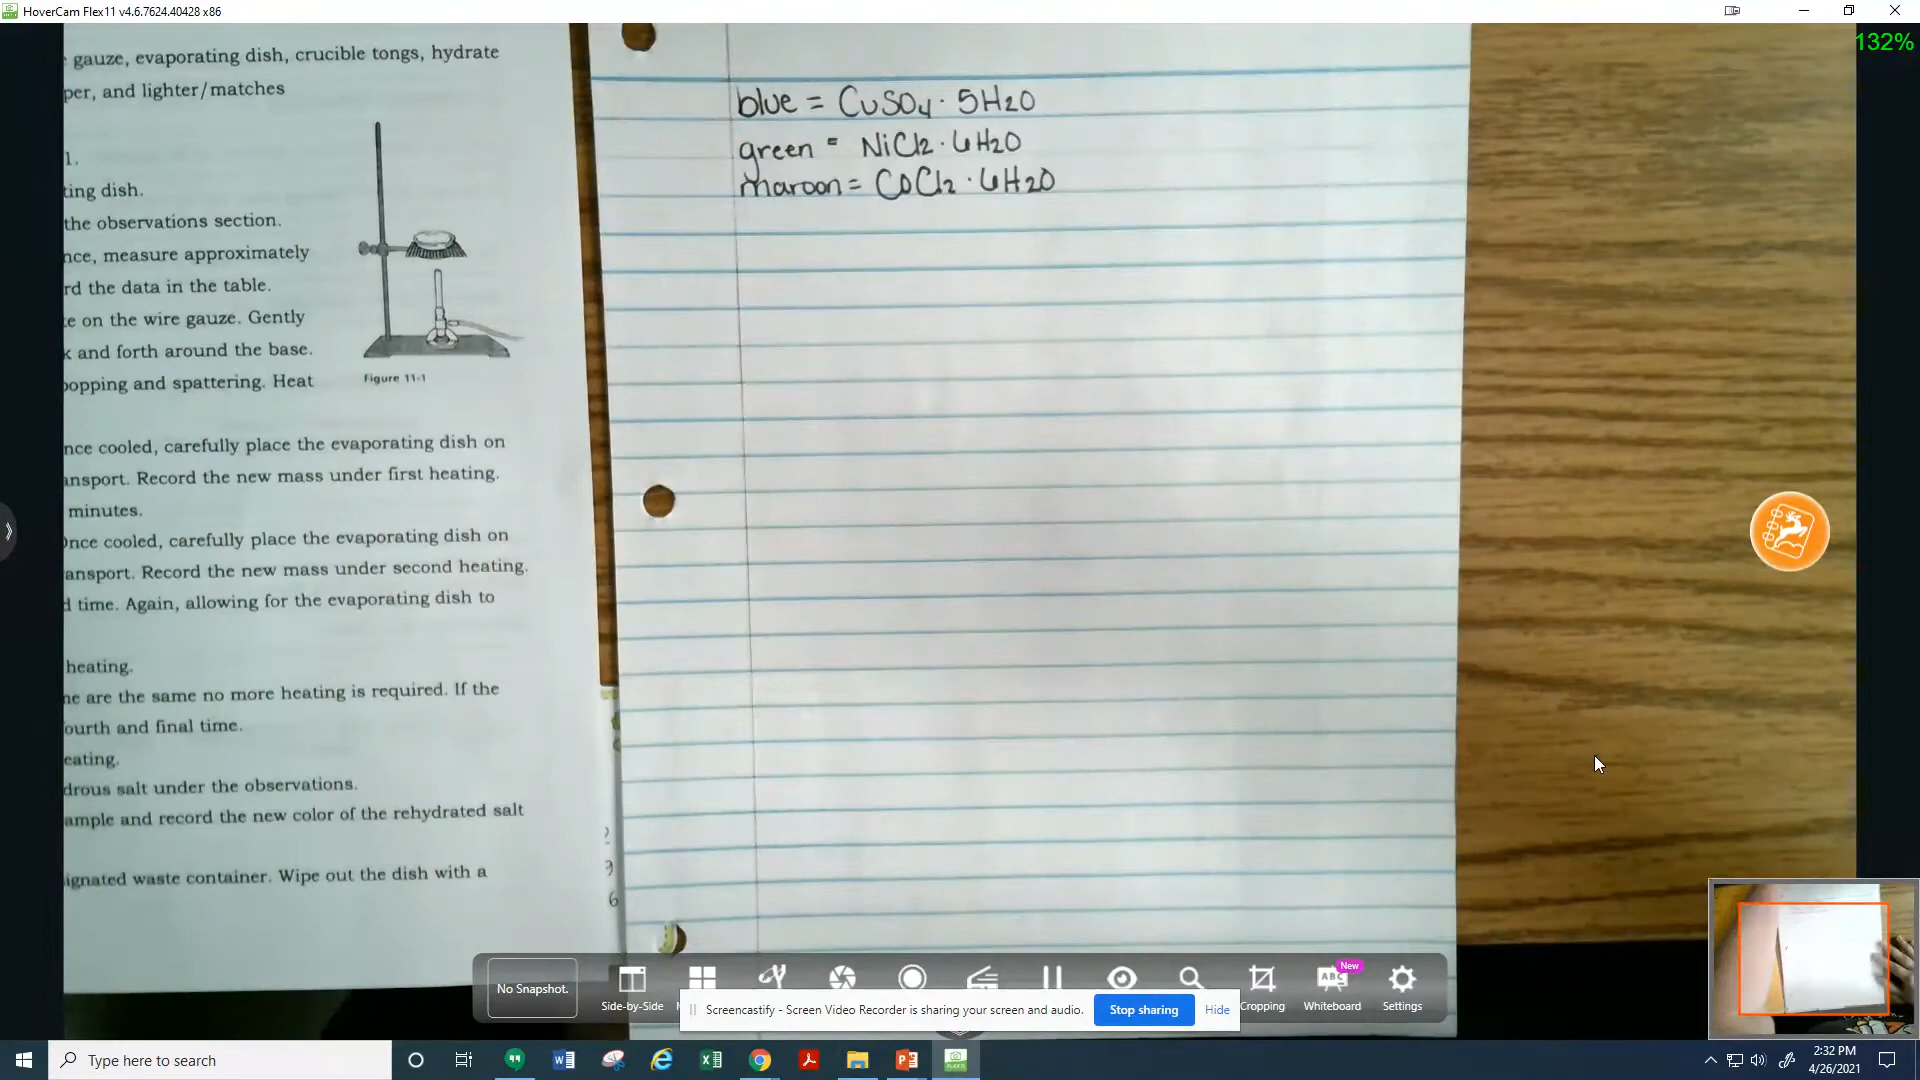 HoverCam Flex11 v4.6.7624.40428 x86
132%
gauze, evaporating dish, crucible tongs, hydrate
per, and lighter/matches
1.
ting dish.
the observations section.
nce, measure approximately
rd the data in the table.
e on the wire gauze. Gently
k and forth around the base.
popping and spattering. Heat
Figure 11-1
nce cooled, carefully place the evaporating dish on
ansport. Record the new mass under first heating.
minutes.
Once cooled, carefully place the evaporating dish on
ansport. Record the new mass under second heating.
d time. Again, allowing for the evaporating dish to
heating.
ne are the same no more heating is required. If the
ourth and final time.
eating.
drous salt under the observations.
ample and record the new color of the rehydrated salt
ignated waste container. Wipe out the dish with a
blue = CuSO4 · 5H2O
green = NiCl2 · 6H2O
maroon = CoCl2 · 6H2O
2
9
6
No Snapshot.
Side-by-Side
Cropping
New
ABC
Whiteboard
Settings
Screencastify - Screen Video Recorder is sharing your screen and audio.
Stop sharing
Hide
Type here to search
2:32 PM
4/26/2021